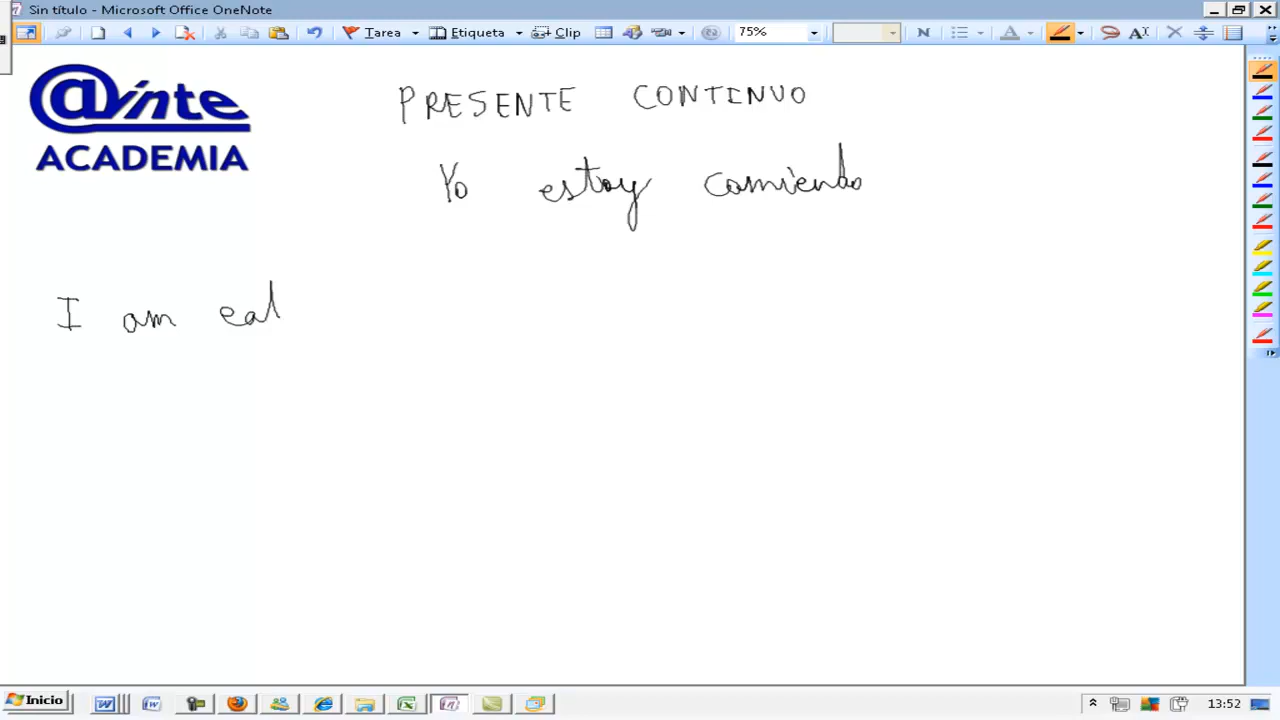 Sin título - Microsoft Office OneNote
Tarea Etiqueta Clip 75% N A A
@inte
ACADEMIA
PRESENTE CONTINUO
Yo estoy comiendo
I am eat
Inicio 13:52